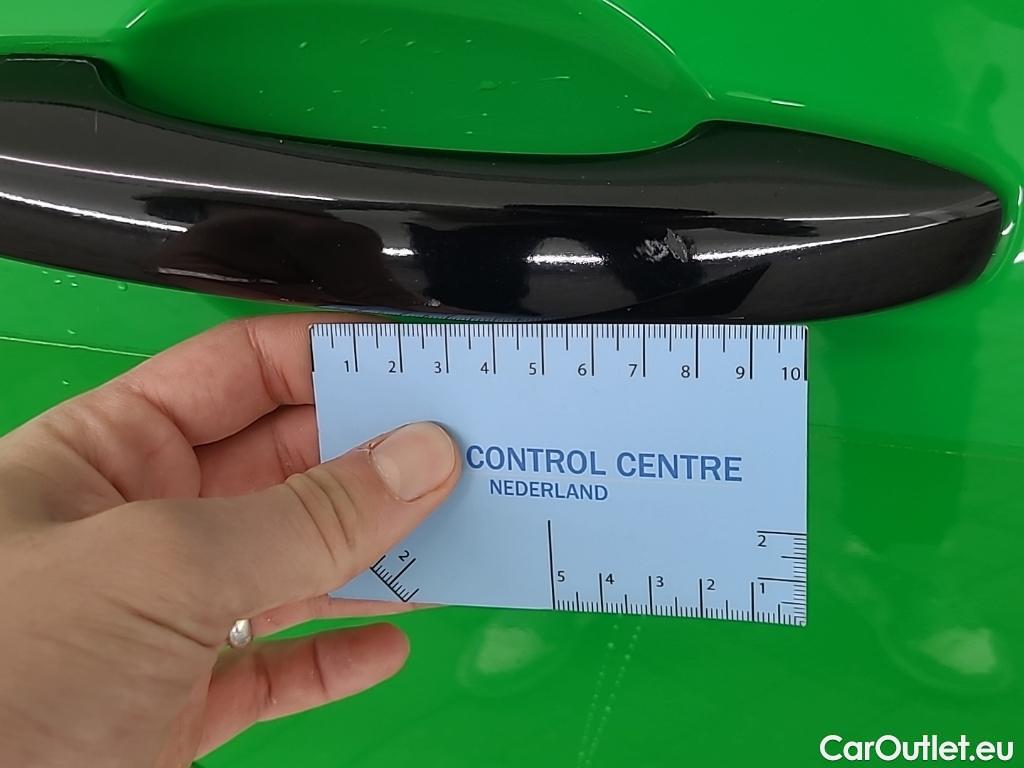 1 2 3 4 5 6 7 8 9 10
CONTROL CENTRE
NEDERLAND
2
2
5 4 3 2 1
CarOutlet.eu